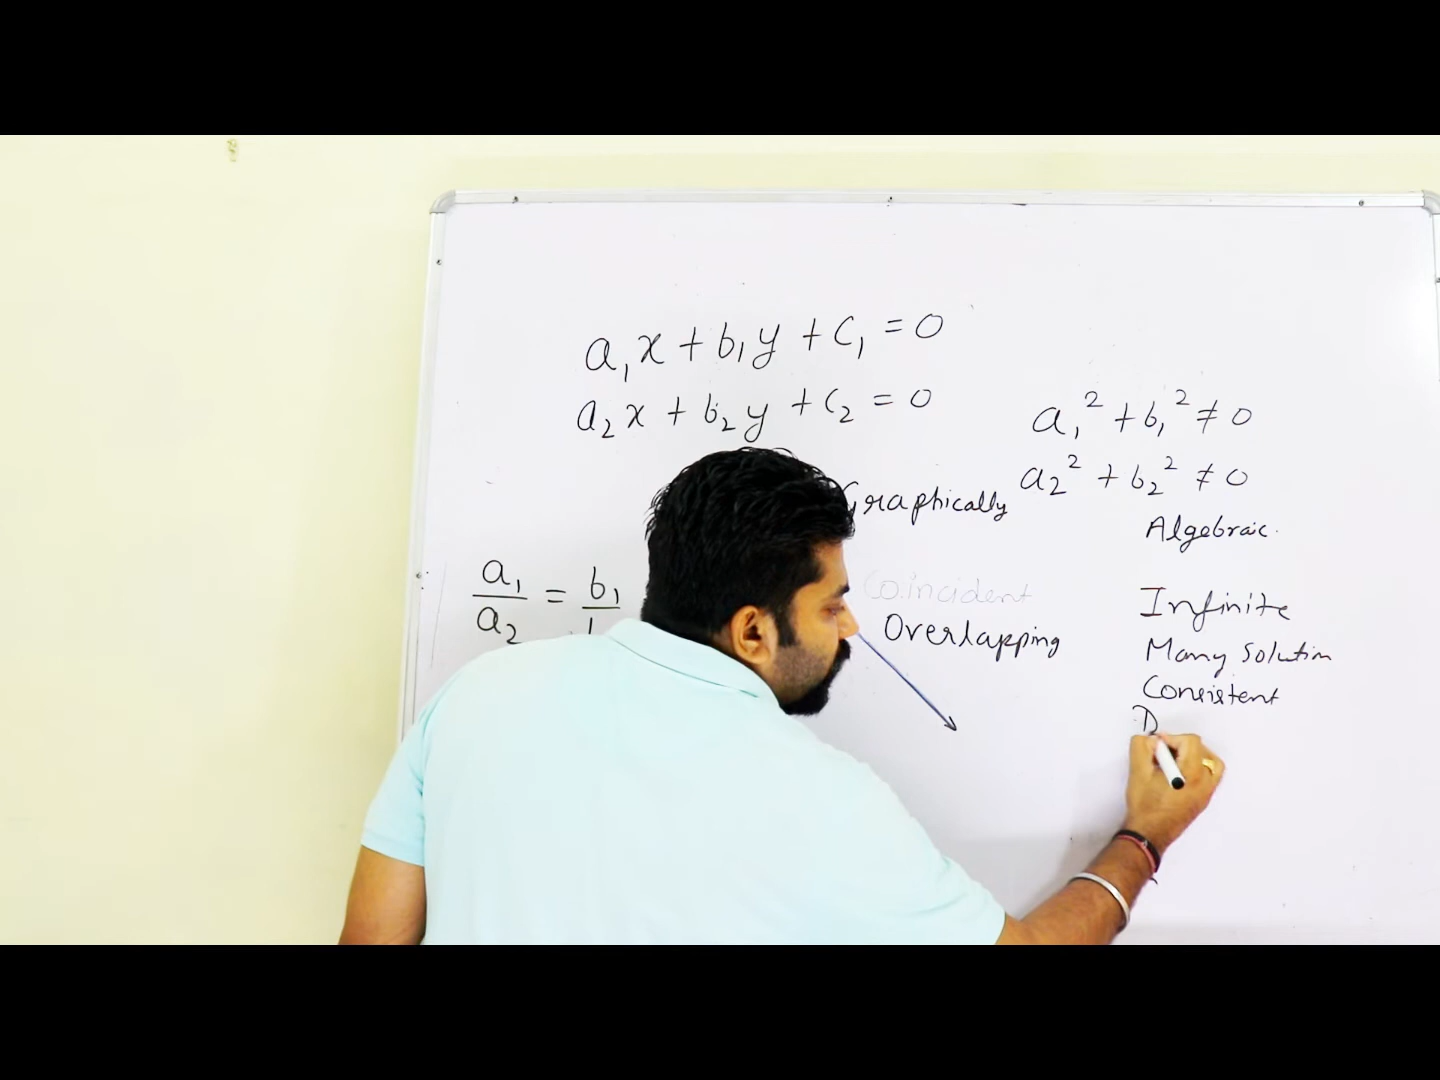 a₁x + b₁y + c₁ = 0
a₂x + b₂y + c₂ = 0
a₁² + b₁² ≠ 0
a₂² + b₂² ≠ 0
Graphically
Algebraic.
a₁/a₂ = b₁
Coincident
Overlapping
Infinite
Many solution
Consistent
D